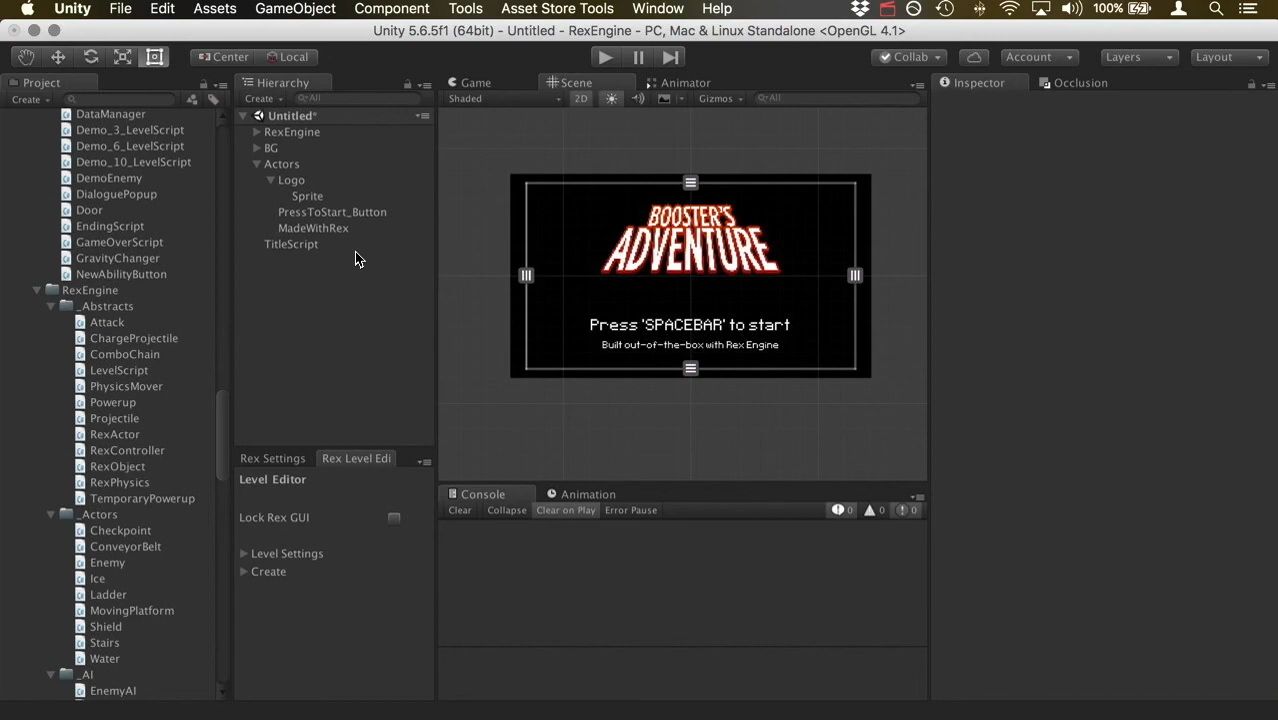 Unity File Edit Assets GameObject Component Tools Asset Store Tools Window Help 100%
Unity 5.6.5f1 (64bit) - Untitled - RexEngine - PC, Mac & Linux Standalone <OpenGL 4.1>
Center Local Collab Account Layers Layout
Project
Create
DataManager
Demo_3_LevelScript
Demo_6_LevelScript
Demo_10_LevelScript
DemoEnemy
DialoguePopup
Door
EndingScript
GameOverScript
GravityChanger
NewAbilityButton
RexEngine
_Abstracts
Attack
ChargeProjectile
ComboChain
LevelScript
PhysicsMover
Powerup
Projectile
RexActor
RexController
RexObject
RexPhysics
TemporaryPowerup
_Actors
Checkpoint
ConveyorBelt
Enemy
Ice
Ladder
MovingPlatform
Shield
Stairs
Water
_AI
EnemyAI
Hierarchy
Create All
Untitled*
RexEngine
BG
Actors
Logo
Sprite
PressToStart_Button
MadeWithRex
TitleScript
Rex Settings Rex Level Edi
Level Editor
Lock Rex GUI
Level Settings
Create
Game Scene Animator
Shaded 2D Gizmos All
BOOSTER'S
ADVENTURE
Press 'SPACEBAR' to start
Built out-of-the-box with Rex Engine
Console Animation
Clear Collapse Clear on Play Error Pause 0 0 0
Inspector Occlusion